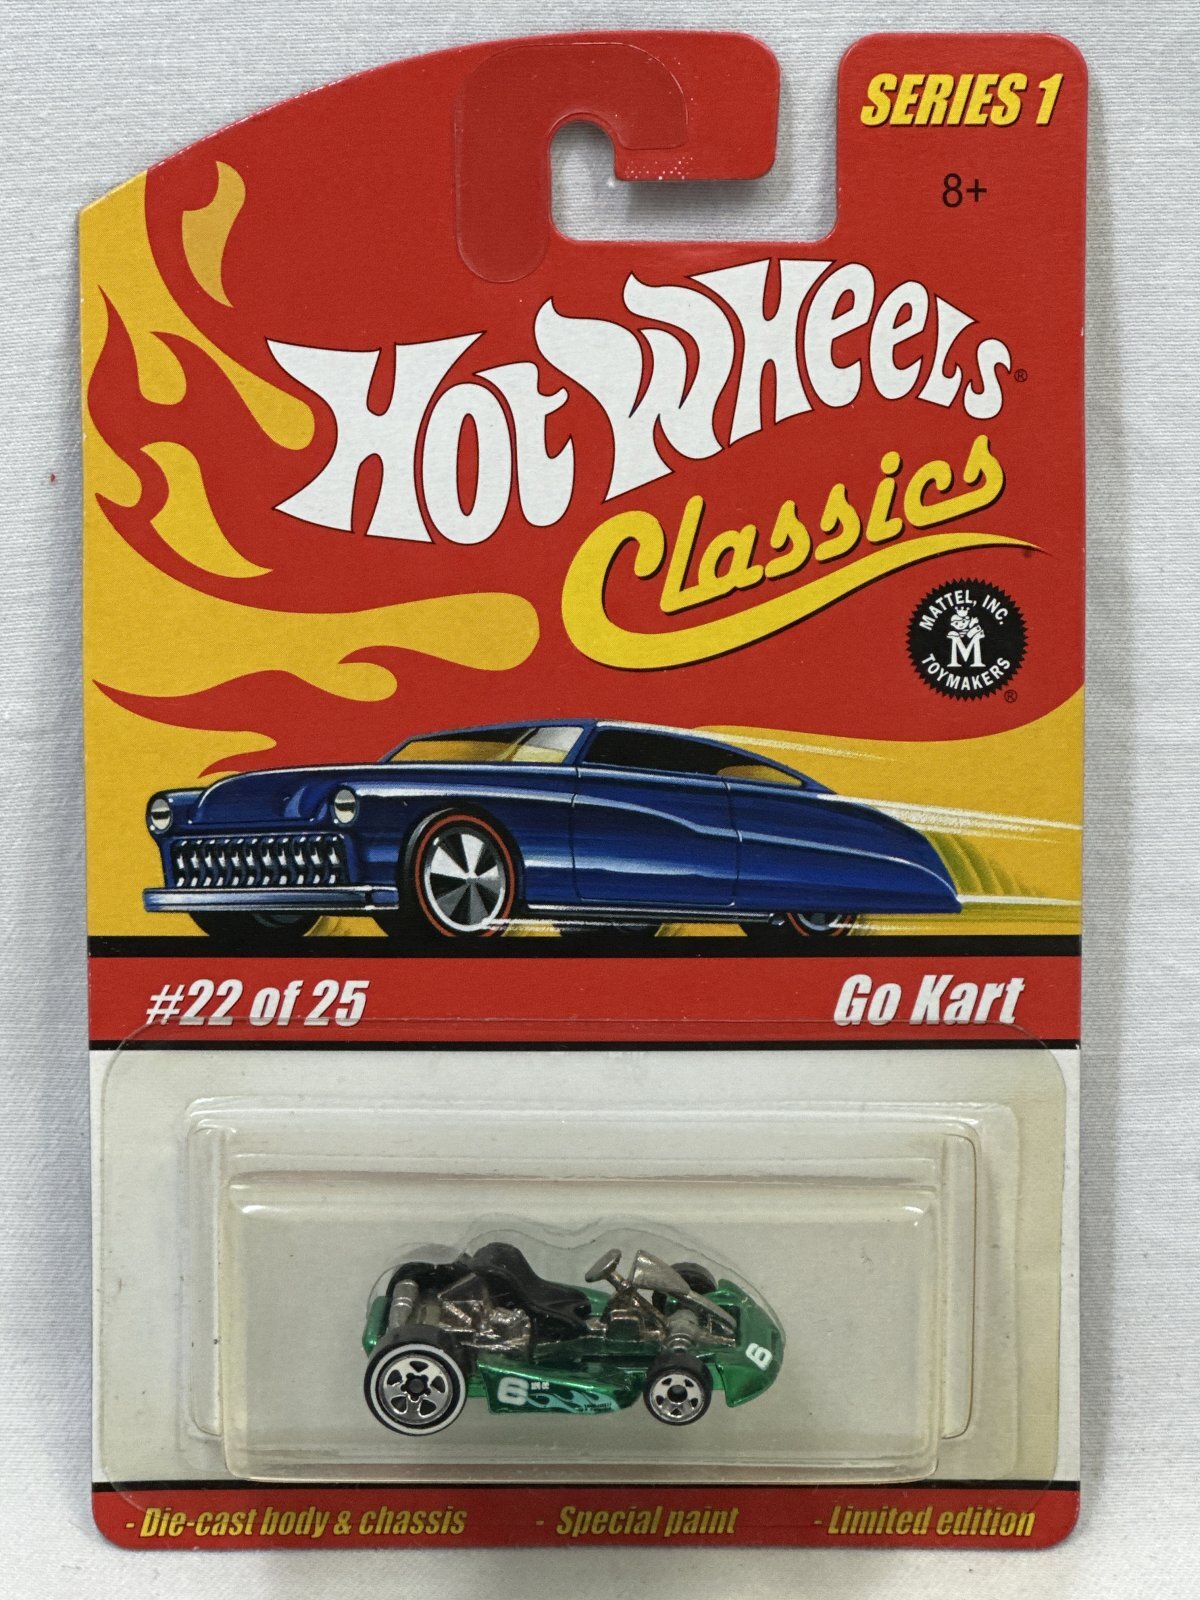 SERIES 1
8+
HOT WHEELS®
Classics
MATTEL, INC.
M
TOYMAKERS
®
#22 of 25
Go Kart
6
6
- Die-cast body & chassis - Special paint - Limited edition